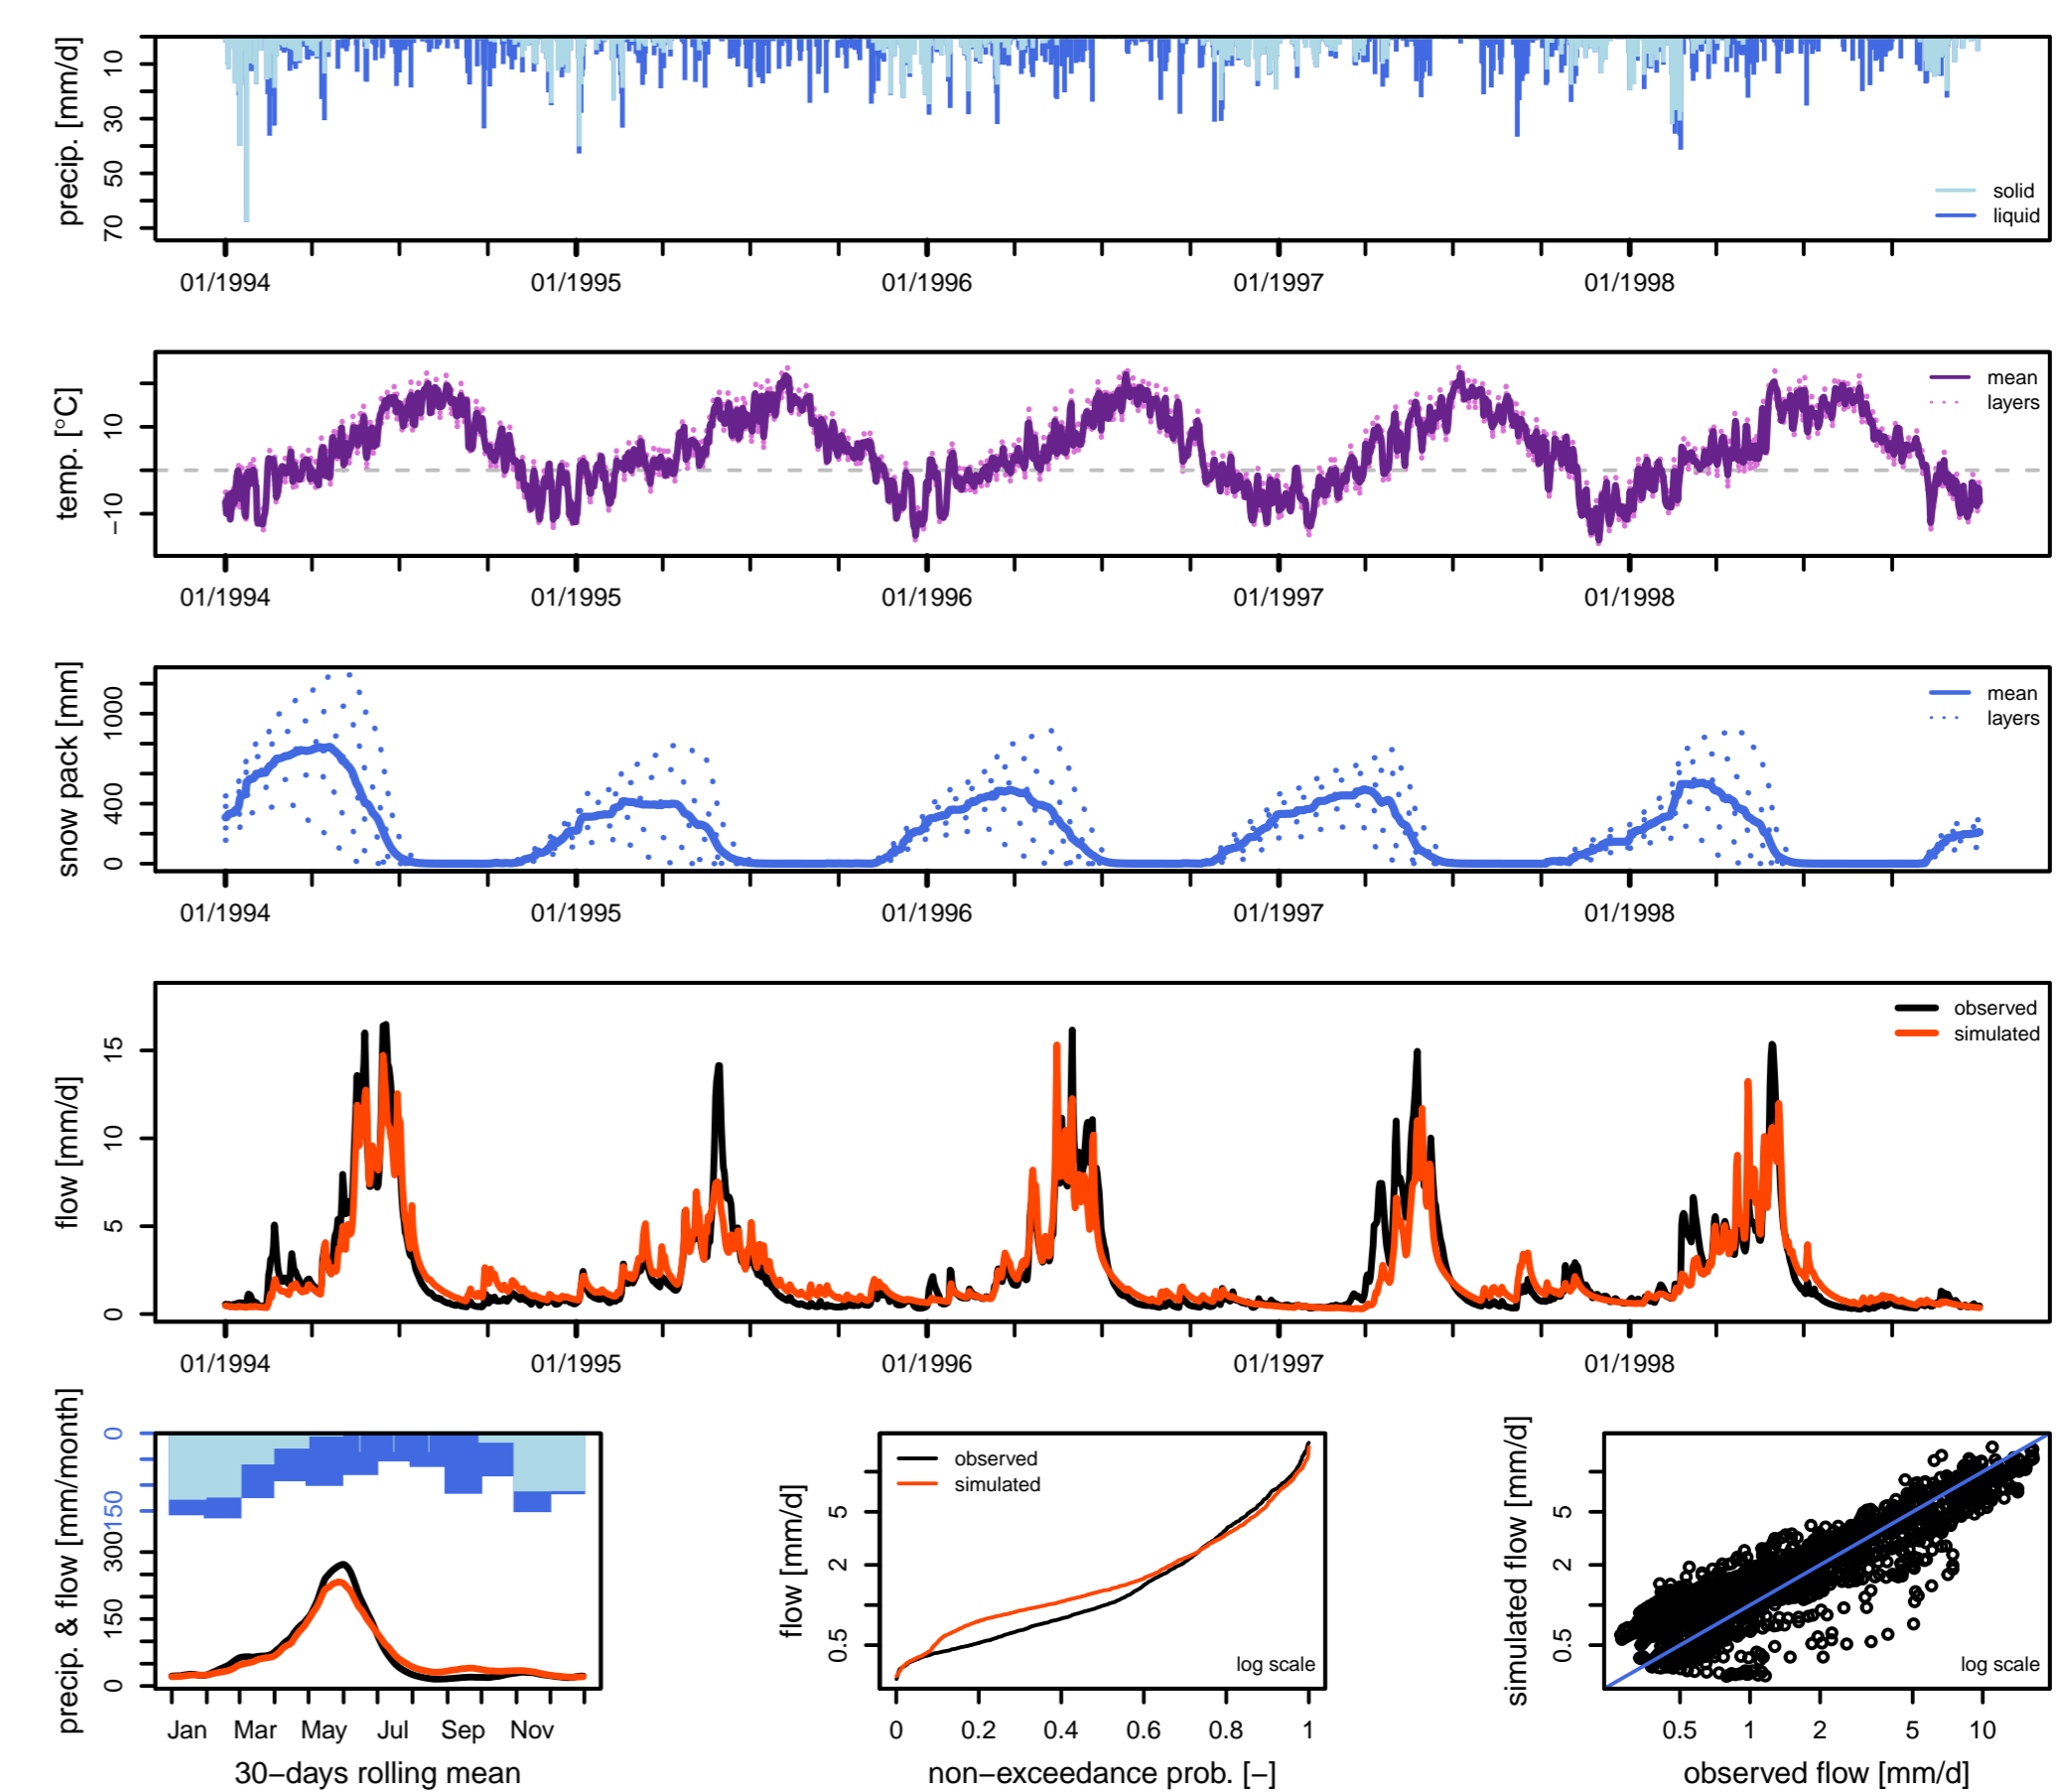 precip. [mm/d]
10
30
50
70
solid
liquid
01/1994
01/1995
01/1996
01/1997
01/1998
temp. [°C]
10
−10
mean
layers
01/1994
01/1995
01/1996
01/1997
01/1998
snow pack [mm]
1000
400
0
mean
layers
01/1994
01/1995
01/1996
01/1997
01/1998
flow [mm/d]
15
10
5
0
observed
simulated
01/1994
01/1995
01/1996
01/1997
01/1998
precip. & flow [mm/month]
0
150
300
150
0
Jan
Mar
May
Jul
Sep
Nov
30−days rolling mean
flow [mm/d]
5
2
0.5
observed
simulated
log scale
0
0.2
0.4
0.6
0.8
1
non−exceedance prob. [−]
simulated flow [mm/d]
5
2
0.5
log scale
0.5
1
2
5
10
observed flow [mm/d]